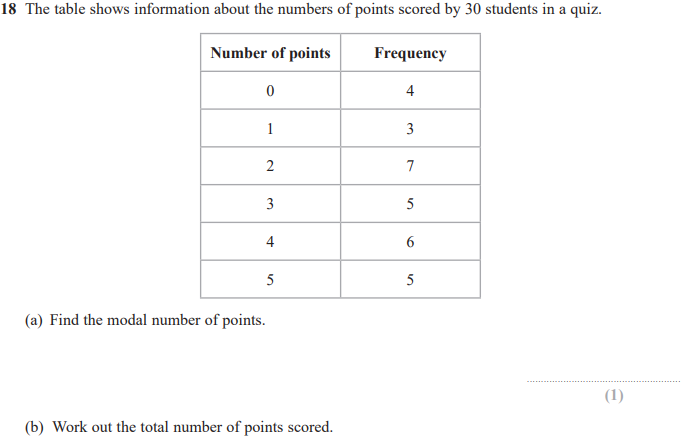 18 The table shows information about the numbers of points scored by 30 students in a quiz.
Number of points Frequency
0 4
1 3
2 7
3 5
4 6
5 5
(a) Find the modal number of points.
(1)
(b) Work out the total number of points scored.